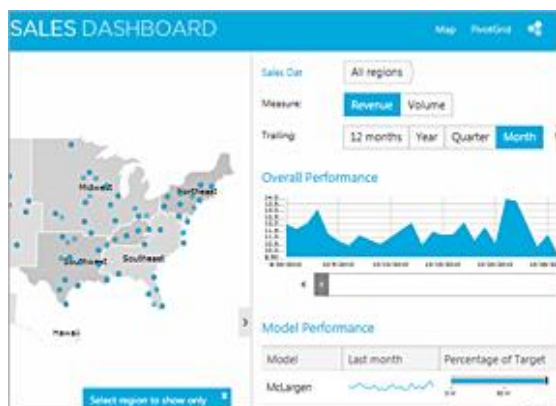 SALES DASHBOARD
Map PivotGrid
Sales Dat All regions
Measure: Revenue Volume
Trailing: 12 months Year Quarter Month
Overall Performance
Midwest
Northeast
Southwest Southeast
Hawaii
Model Performance
Model Last month Percentage of Target
McLargen
Select region to show only